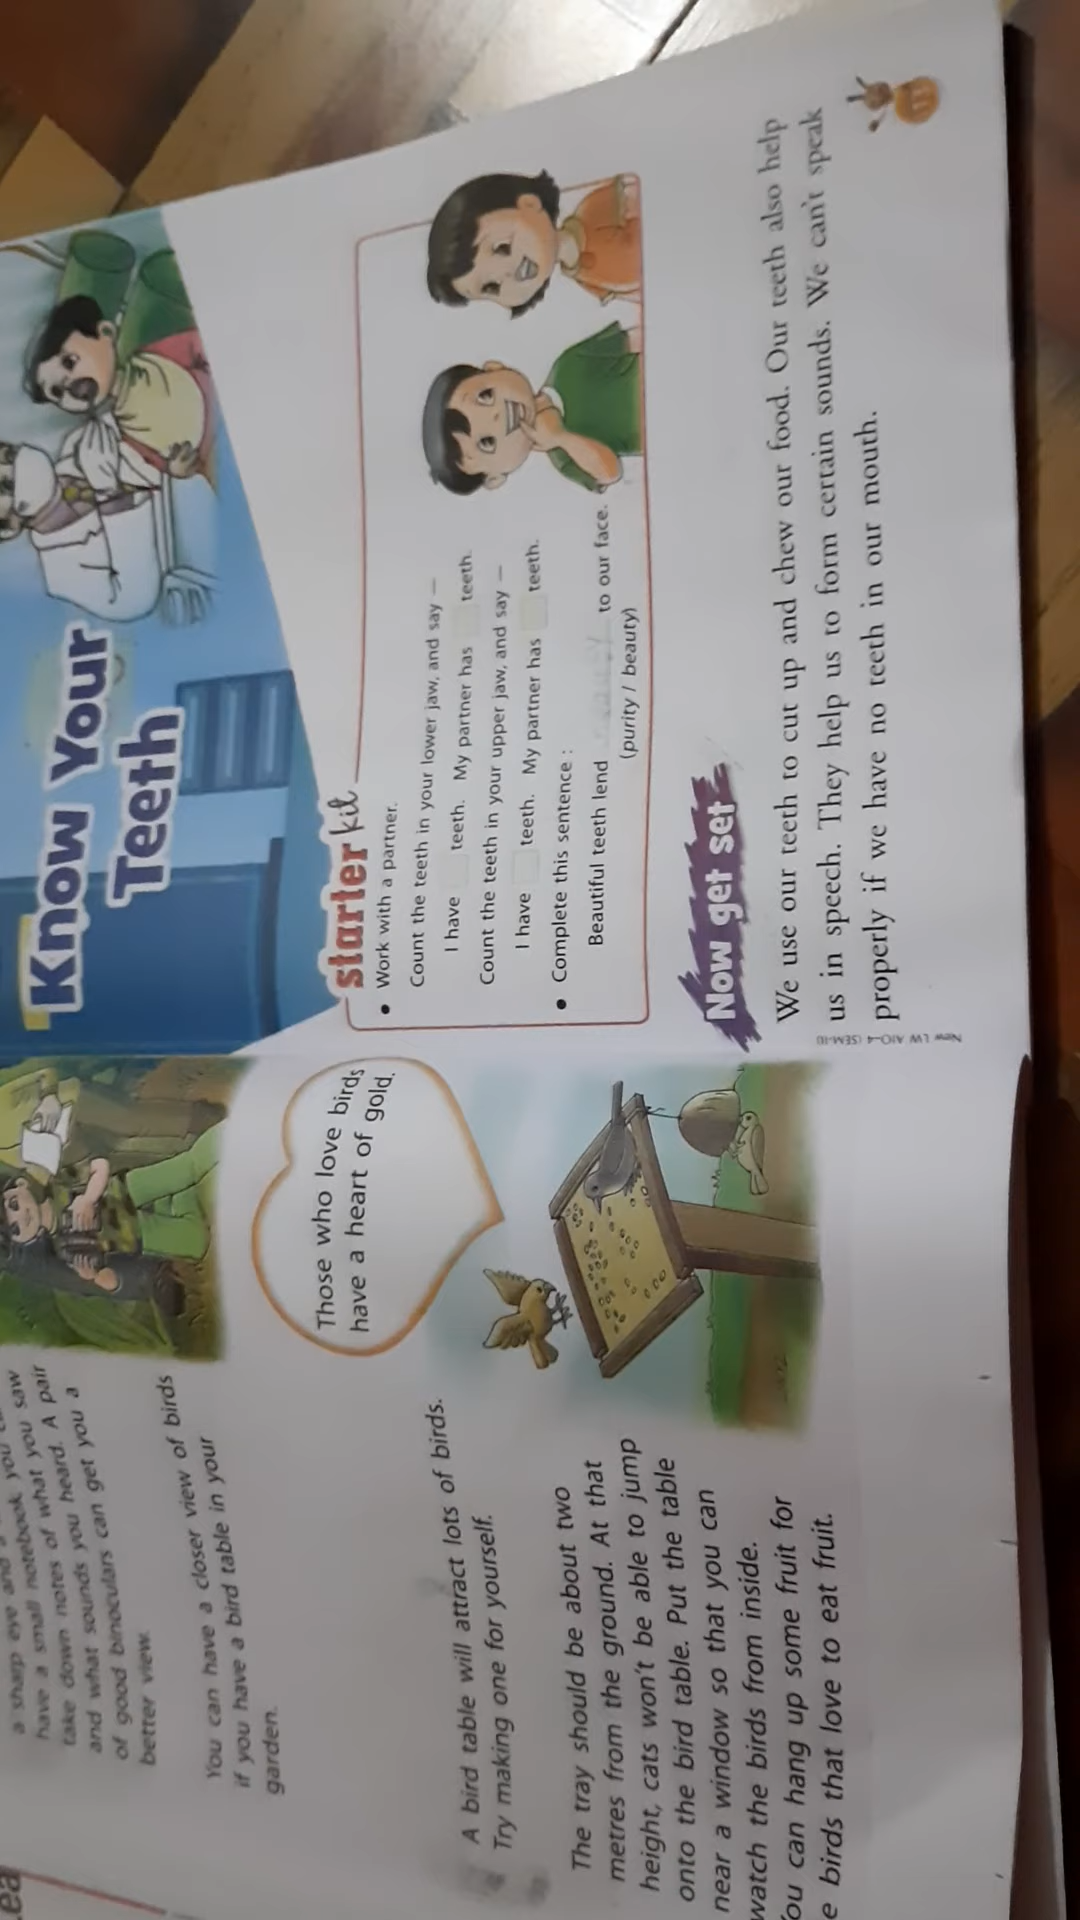 a sharp eye and
have a small notebook, you
take down notes of what you saw
and what sounds you heard. A pair
of good binoculars can get you a
better view.
You can have a closer view of birds
if you have a bird table in your
garden.
Those who love birds
have a heart of gold.
A bird table will attract lots of birds.
Try making one for yourself.
The tray should be about two
metres from the ground. At that
height, cats won't be able to jump
onto the bird table. Put the table
near a window so that you can
watch the birds from inside.
You can hang up some fruit for
birds that love to eat fruit.
Know Your
Teeth
starter kit
• Work with a partner.
Count the teeth in your lower jaw, and say —
I have teeth. My partner has teeth.
Count the teeth in your upper jaw, and say —
I have teeth. My partner has teeth.
• Complete this sentence :
Beautiful teeth lend to our face.
(purity / beauty)
Now get set
We use our teeth to cut up and chew our food. Our teeth also help
us in speech. They help us to form certain sounds. We can't speak
properly if we have no teeth in our mouth.
New LW AIO-4 (SEM-II)